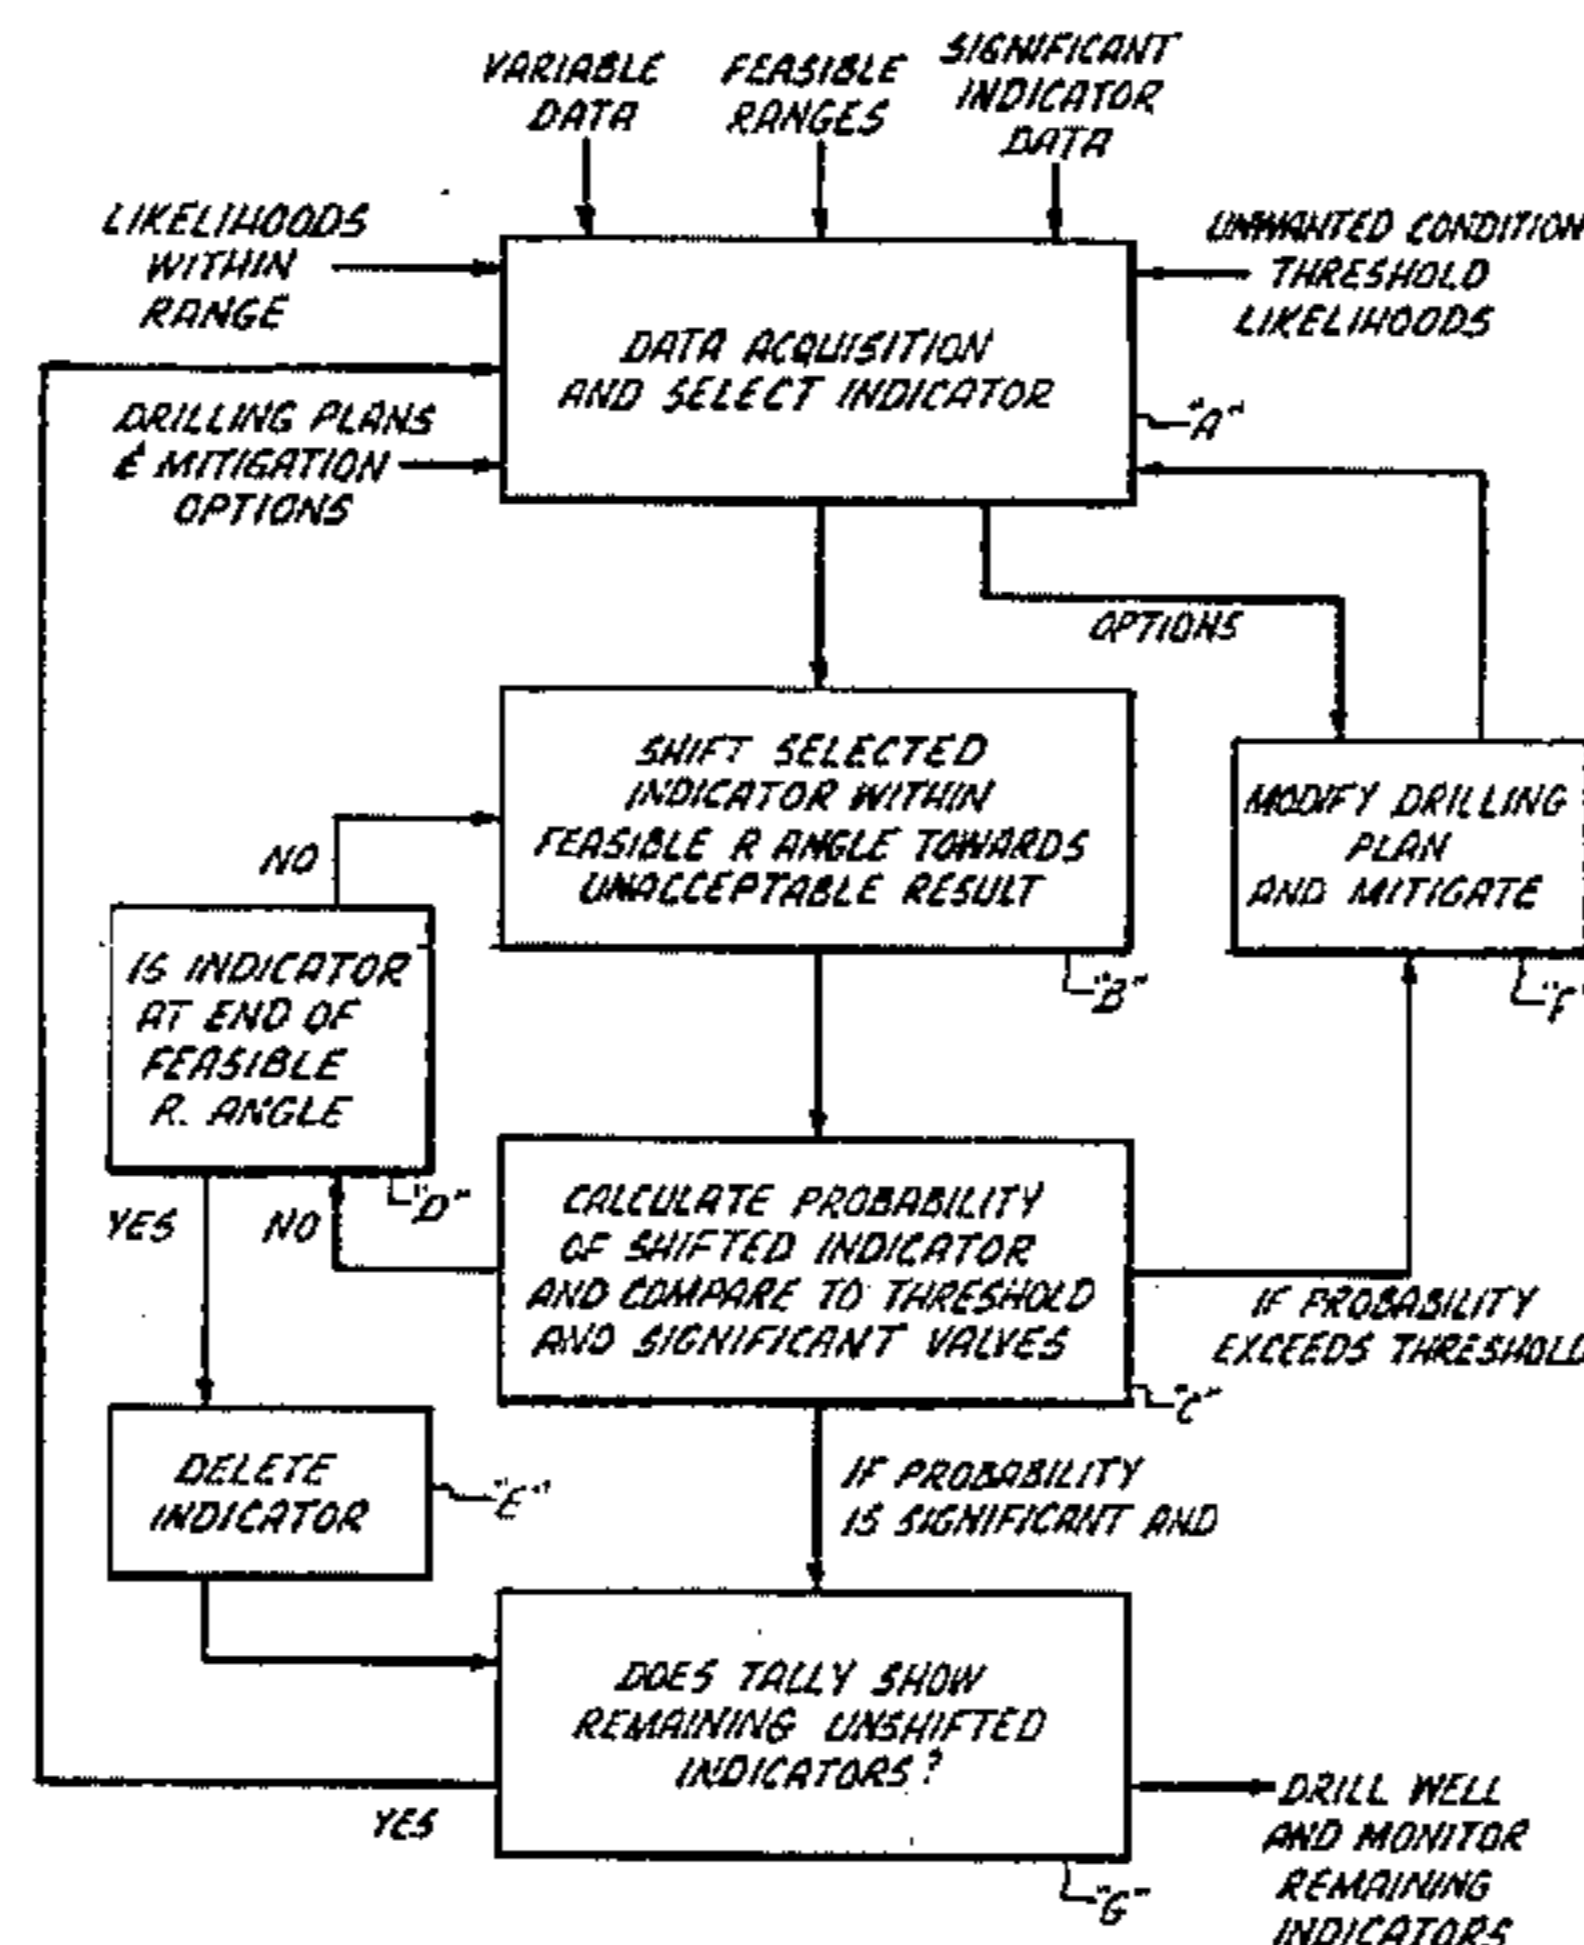 VARIABLE
DATA
FEASIBLE
RANGES
SIGNIFICANT
INDICATOR
DATA
LIKELIHOODS
WITHIN
RANGE
UNWANTED CONDITION
THRESHOLD
LIKELIHOODS
DATA ACQUISITION
AND SELECT INDICATOR
"A"
DRILLING PLANS
& MITIGATION
OPTIONS
OPTIONS
SHIFT SELECTED
INDICATOR WITHIN
FEASIBLE R ANGLE TOWARDS
UNACCEPTABLE RESULT
"B"
MODIFY DRILLING
PLAN
AND MITIGATE
"F"
NO
IS INDICATOR
AT END OF
FEASIBLE
R. ANGLE
"D"
YES
NO
CALCULATE PROBABILITY
OF SHIFTED INDICATOR
AND COMPARE TO THRESHOLD
AND SIGNIFICANT VALVES
"C"
IF PROBABILITY
EXCEEDS THRESHOLD
DELETE
INDICATOR
"E"
IF PROBABILITY
IS SIGNIFICANT AND
DOES TALLY SHOW
REMAINING UNSHIFTED
INDICATORS?
YES
"G"
DRILL WELL
AND MONITOR
REMAINING
INDICATORS